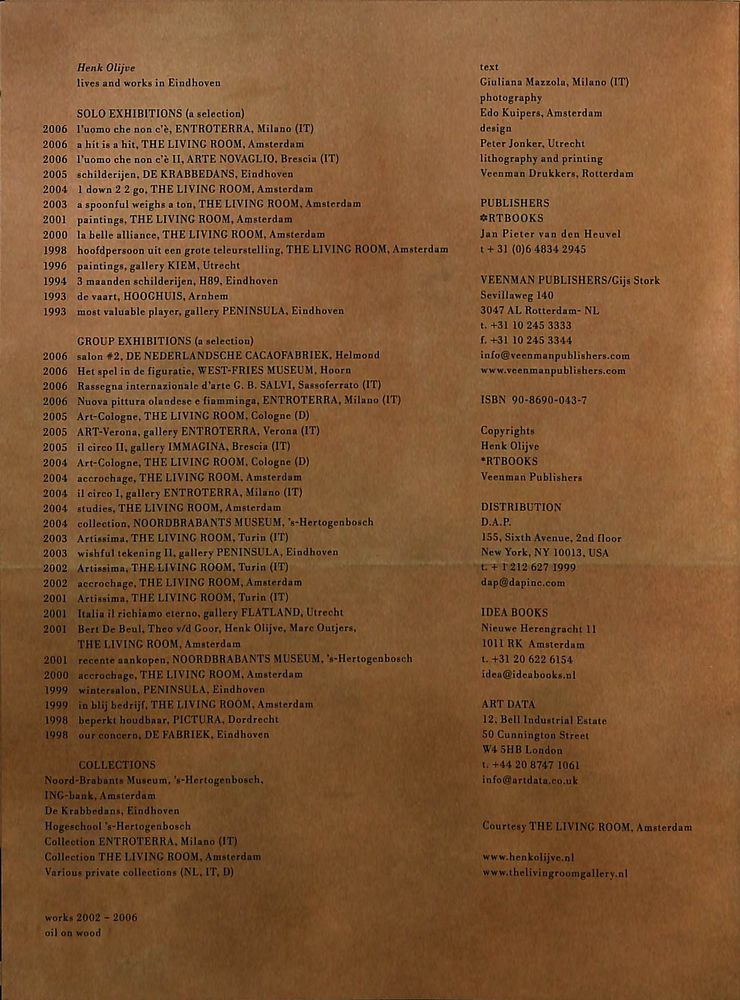 Henk Olijve
lives and works in Eindhoven
SOLO EXHIBITIONS (a selection)
2006 l'uomo che non c'è, ENTROTERRA, Milano (IT)
2006 a hit is a hit, THE LIVING ROOM, Amsterdam
2006 l'uomo che non c'è II, ARTE NOVAGLIO, Brescia (IT)
2005 schilderijen, DE KRABBEDANS, Eindhoven
2004 1 down 2 2 go, THE LIVING ROOM, Amsterdam
2003 a spoonful weighs a ton, THE LIVING ROOM, Amsterdam
2001 paintings, THE LIVING ROOM, Amsterdam
2000 la belle alliance, THE LIVING ROOM, Amsterdam
1998 hoofdpersoon uit een grote teleurstelling, THE LIVING ROOM, Amsterdam
1996 paintings, gallery KIEM, Utrecht
1994 3 maanden schilderijen, H89, Eindhoven
1993 de vaart, HOOGHUIS, Arnhem
1993 most valuable player, gallery PENINSULA, Eindhoven
GROUP EXHIBITIONS (a selection)
2006 salon #2, DE NEDERLANDSCHE CACAOFABRIEK, Helmond
2006 Het spel in de figuratie, WEST-FRIES MUSEUM, Hoorn
2006 Rassegna internazionale d'arte G. B. SALVI, Sassoferrato (IT)
2006 Nuova pittura olandese e fiamminga, ENTROTERRA, Milano (IT)
2005 Art-Cologne, THE LIVING ROOM, Cologne (D)
2005 ART-Verona, gallery ENTROTERRA, Verona (IT)
2005 il circo II, gallery IMMAGINA, Brescia (IT)
2004 Art-Cologne, THE LIVING ROOM, Cologne (D)
2004 accrochage, THE LIVING ROOM, Amsterdam
2004 il circo I, gallery ENTROTERRA, Milano (IT)
2004 studies, THE LIVING ROOM, Amsterdam
2004 collection, NOORDBRABANTS MUSEUM, 's-Hertogenbosch
2003 Artissima, THE LIVING ROOM, Turin (IT)
2003 wishful tekening II, gallery PENINSULA, Eindhoven
2002 Artissima, THE LIVING ROOM, Turin (IT)
2002 accrochage, THE LIVING ROOM, Amsterdam
2001 Artissima, THE LIVING ROOM, Turin (IT)
2001 Italia il richiamo eterno, gallery FLATLAND, Utrecht
2001 Bert De Beul, Theo v/d Goor, Henk Olijve, Marc Outjers,
THE LIVING ROOM, Amsterdam
2001 recente aankopen, NOORDBRABANTS MUSEUM, 's-Hertogenbosch
2000 accrochage, THE LIVING ROOM, Amsterdam
1999 wintersalon, PENINSULA, Eindhoven
1999 in blij bedrijf, THE LIVING ROOM, Amsterdam
1998 beperkt houdbaar, PICTURA, Dordrecht
1998 our concern, DE FABRIEK, Eindhoven
COLLECTIONS
Noord-Brabants Museum, 's-Hertogenbosch,
ING-bank, Amsterdam
De Krabbedans, Eindhoven
Hogeschool 's-Hertogenbosch
Collection ENTROTERRA, Milano (IT)
Collection THE LIVING ROOM, Amsterdam
Various private collections (NL, IT, D)
works 2002 - 2006
oil on wood
text
Giuliana Mazzola, Milano (IT)
photography
Edo Kuipers, Amsterdam
design
Peter Jonker, Utrecht
lithography and printing
Veenman Drukkers, Rotterdam
PUBLISHERS
✲RTBOOKS
Jan Pieter van den Heuvel
t + 31 (0)6 4834 2945
VEENMAN PUBLISHERS/Gijs Stork
Sevillaweg 140
3047 AL Rotterdam- NL
t. +31 10 245 3333
f. +31 10 245 3344
info@veenmanpublishers.com
www.veenmanpublishers.com
ISBN 90-8690-043-7
Copyrights
Henk Olijve
*RTBOOKS
Veenman Publishers
DISTRIBUTION
D.A.P.
155, Sixth Avenue, 2nd floor
New York, NY 10013, USA
t. + 1 212 627 1999
dap@dapinc.com
IDEA BOOKS
Nieuwe Herengracht 11
1011 RK Amsterdam
t. +31 20 622 6154
idea@ideabooks.nl
ART DATA
12, Bell Industrial Estate
50 Cunnington Street
W4 5HB London
t. +44 20 8747 1061
info@artdata.co.uk
Courtesy THE LIVING ROOM, Amsterdam
www.henkolijve.nl
www.thelivingroomgallery.nl